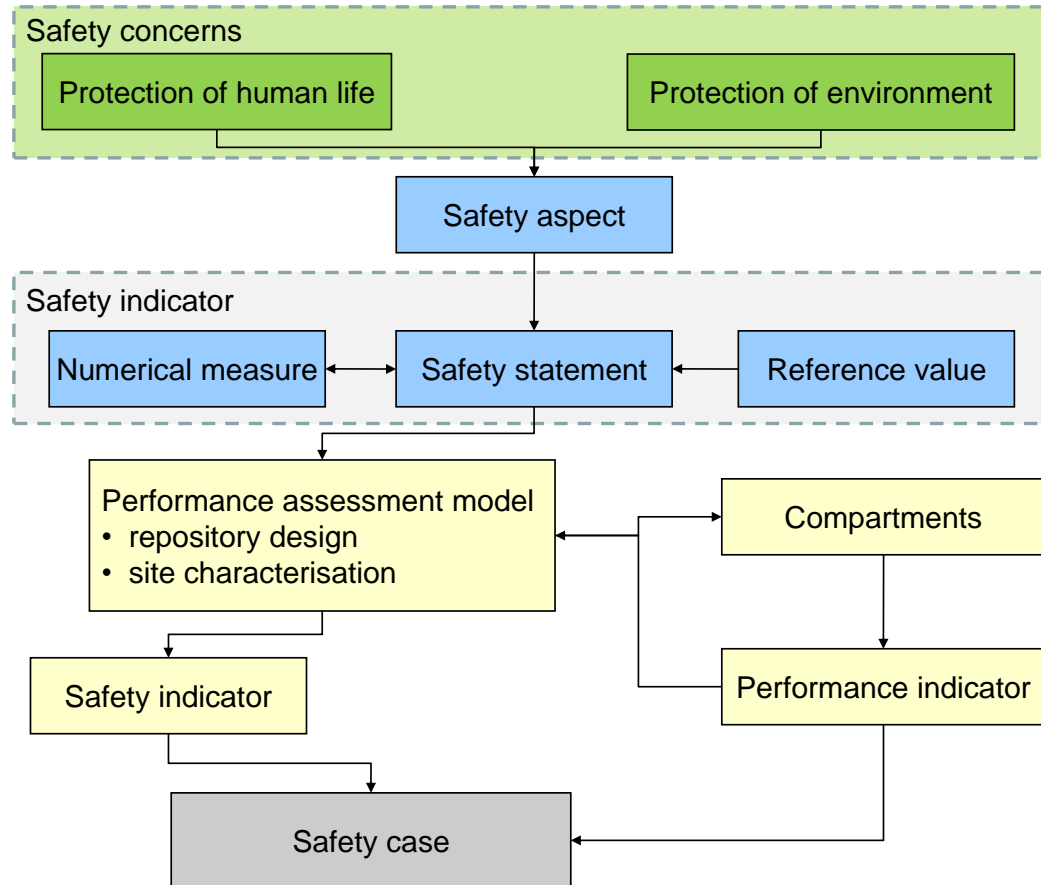 Safety concerns
Protection of human life
Protection of environment
Safety aspect
Safety indicator
Numerical measure
Safety statement
Reference value
Performance assessment model
• repository design
• site characterisation
Compartments
Safety indicator
Performance indicator
Safety case